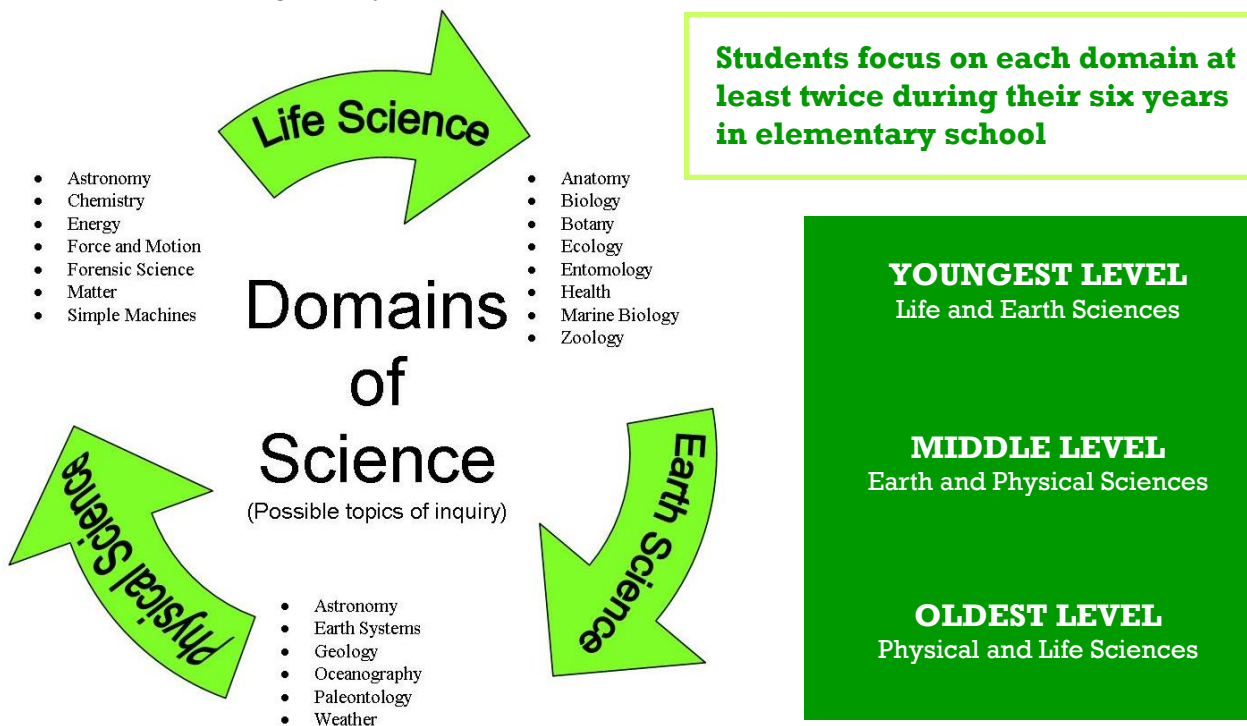 Life Science
Students focus on each domain at
least twice during their six years
in elementary school
• Astronomy
• Chemistry
• Energy
• Force and Motion
• Forensic Science
• Matter
• Simple Machines
• Anatomy
• Biology
• Botany
• Ecology
• Entomology
• Health
• Marine Biology
• Zoology
Domains
of
Science
(Possible topics of inquiry)
Earth Science
Physical Science
• Astronomy
• Earth Systems
• Geology
• Oceanography
• Paleontology
• Weather
YOUNGEST LEVEL
Life and Earth Sciences
MIDDLE LEVEL
Earth and Physical Sciences
OLDEST LEVEL
Physical and Life Sciences